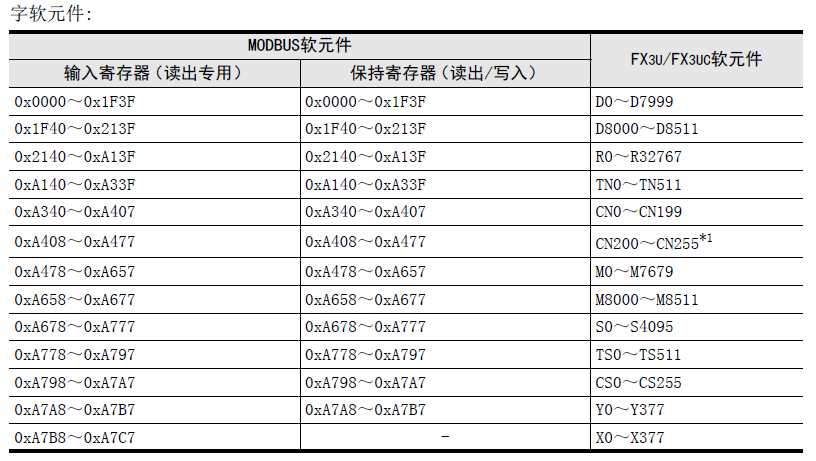 字软元件:
MODBUS软元件 FX3U/FX3UC软元件
输入寄存器(读出专用) 保持寄存器(读出/写入)
0x0000~0x1F3F 0x0000~0x1F3F D0~D7999
0x1F40~0x213F 0x1F40~0x213F D8000~D8511
0x2140~0xA13F 0x2140~0xA13F R0~R32767
0xA140~0xA33F 0xA140~0xA33F TN0~TN511
0xA340~0xA407 0xA340~0xA407 CN0~CN199
0xA408~0xA477 0xA408~0xA477 CN200~CN255*1
0xA478~0xA657 0xA478~0xA657 M0~M7679
0xA658~0xA677 0xA658~0xA677 M8000~M8511
0xA678~0xA777 0xA678~0xA777 S0~S4095
0xA778~0xA797 0xA778~0xA797 TS0~TS511
0xA798~0xA7A7 0xA798~0xA7A7 CS0~CS255
0xA7A8~0xA7B7 0xA7A8~0xA7B7 Y0~Y377
0xA7B8~0xA7C7 - X0~X377